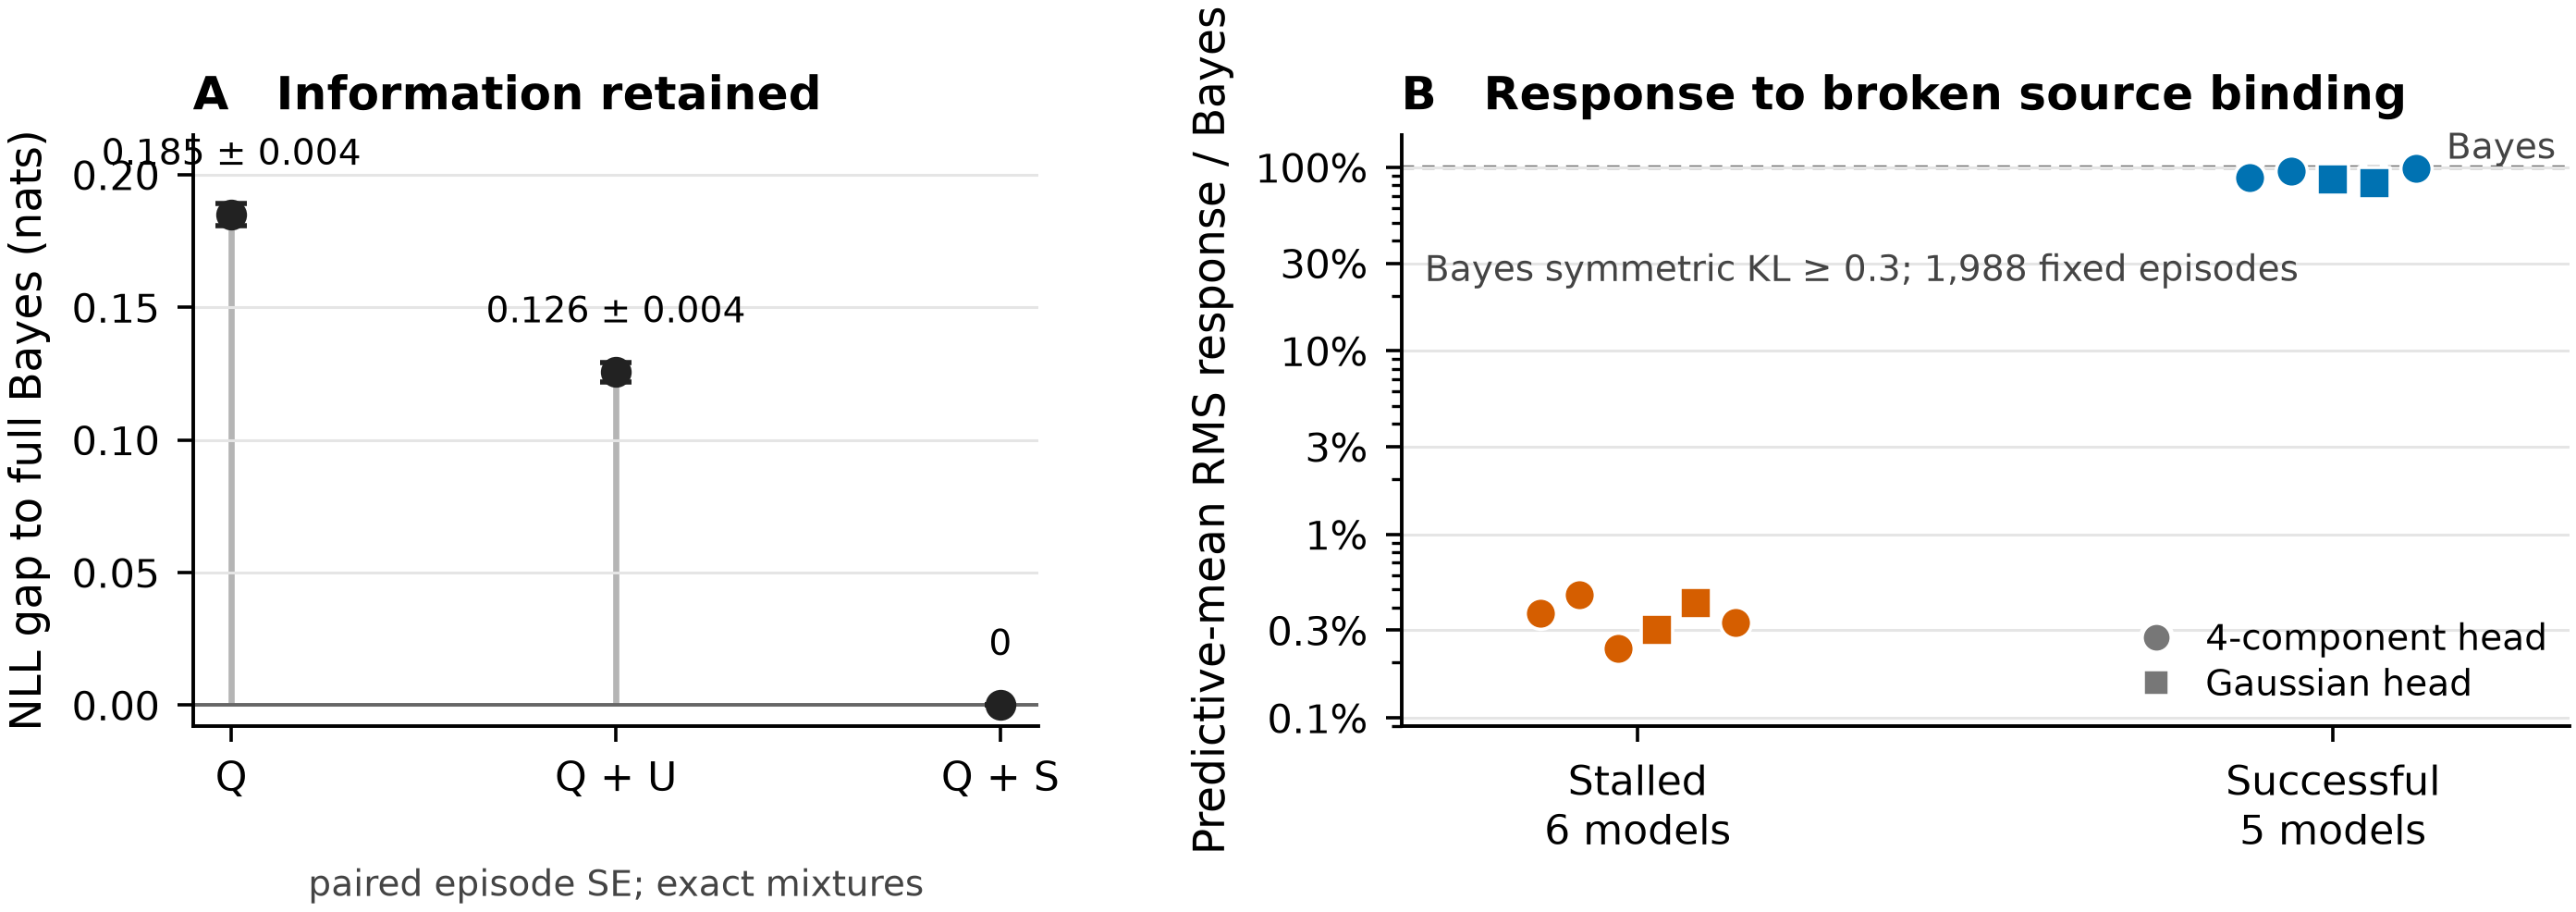 A Information retained
NLL gap to full Bayes (nats)
0.185 ± 0.004
0.20
0.15
0.126 ± 0.004
0.10
0.05
0
0.00
Q
Q + U
Q + S
paired episode SE; exact mixtures
B Response to broken source binding
Predictive-mean RMS response / Bayes
Bayes
100%
30%
Bayes symmetric KL ≥ 0.3; 1,988 fixed episodes
10%
3%
1%
0.3%
4-component head
Gaussian head
0.1%
Stalled
6 models
Successful
5 models